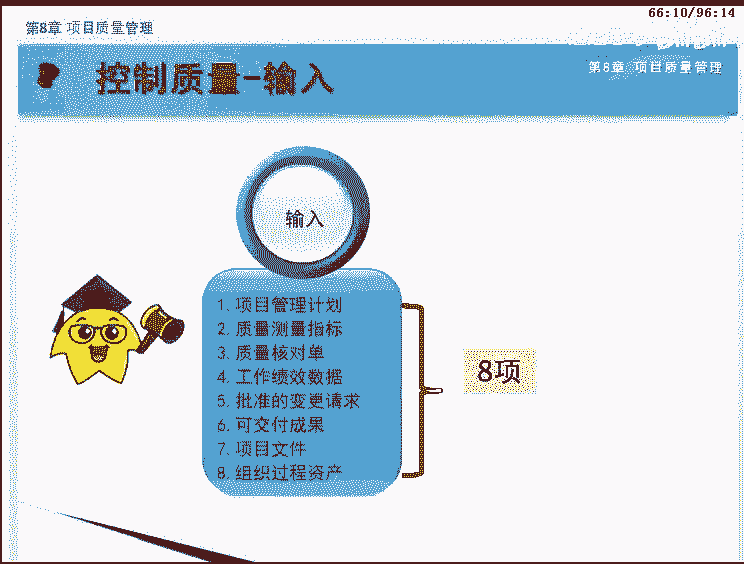 66:10/96:14
第8章 项目质量管理
控制质量-输入
第8章 项目质量管理
输入
1. 项目管理计划
2. 质量测量指标
3. 质量核对单
4. 工作绩效数据
5. 批准的变更请求
6. 可交付成果
7. 项目文件
8. 组织过程资产
8项